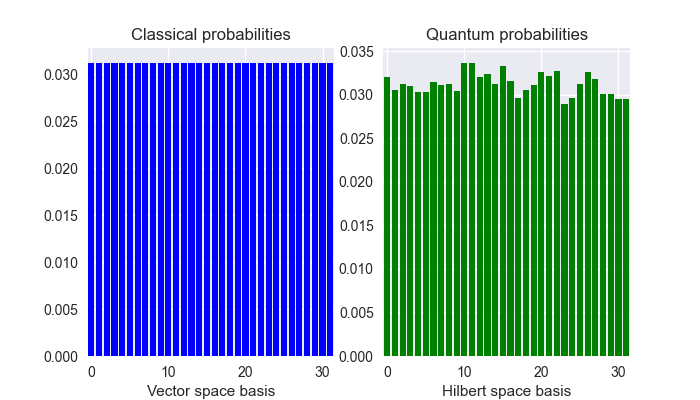 Classical probabilities
0.030
0.025
0.020
0.015
0.010
0.005
0.000
0 10 20 30
Vector space basis
Quantum probabilities
0.035
0.030
0.025
0.020
0.015
0.010
0.005
0.000
0 10 20 30
Hilbert space basis